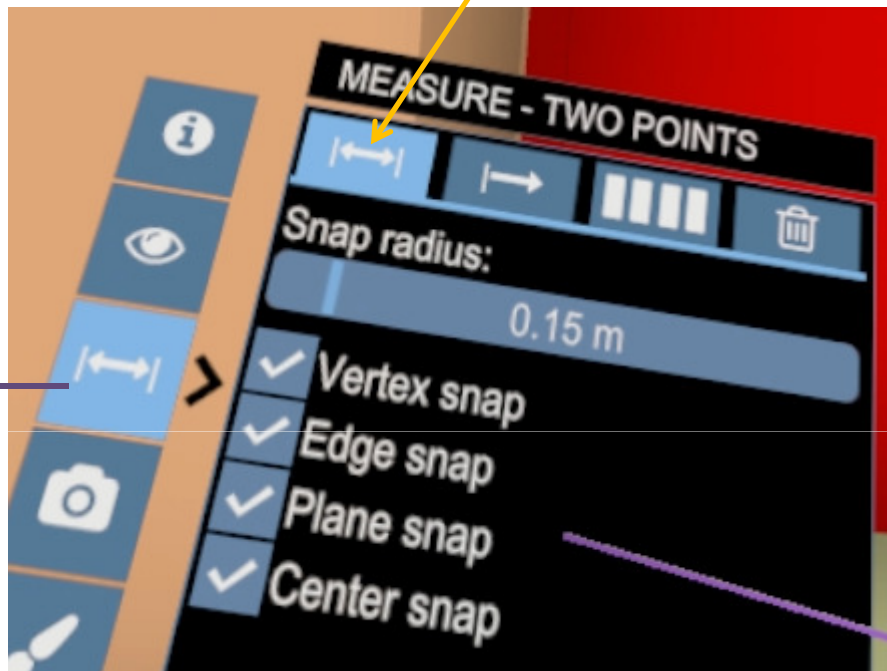 MEASURE - TWO POINTS
Snap radius:
0.15 m
Vertex snap
Edge snap
Plane snap
Center snap